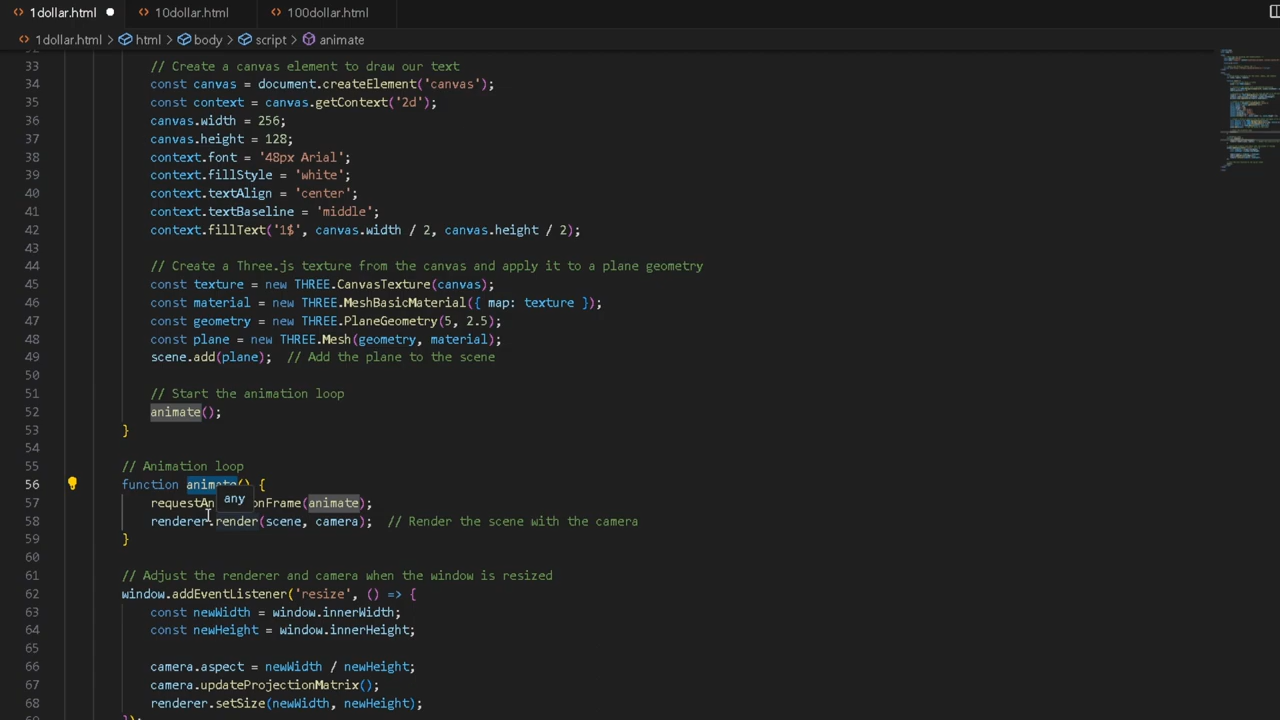 1dollar.html 10dollar.html 100dollar.html
1dollar.html > html > body > script > animate
33 // Create a canvas element to draw our text
34 const canvas = document.createElement('canvas');
35 const context = canvas.getContext('2d');
36 canvas.width = 256;
37 canvas.height = 128;
38 context.font = '48px Arial';
39 context.fillStyle = 'white';
40 context.textAlign = 'center';
41 context.textBaseline = 'middle';
42 context.fillText('1$', canvas.width / 2, canvas.height / 2);
43
44 // Create a Three.js texture from the canvas and apply it to a plane geometry
45 const texture = new THREE.CanvasTexture(canvas);
46 const material = new THREE.MeshBasicMaterial({ map: texture });
47 const geometry = new THREE.PlaneGeometry(5, 2.5);
48 const plane = new THREE.Mesh(geometry, material);
49 scene.add(plane);  // Add the plane to the scene
50
51 // Start the animation loop
52 animate();
53 }
54
55 // Animation loop
56 function animate() {
any
57 requestAn onFrame(animate);
58 renderer.render(scene, camera);  // Render the scene with the camera
59 }
60
61 // Adjust the renderer and camera when the window is resized
62 window.addEventListener('resize', () => {
63 const newWidth = window.innerWidth;
64 const newHeight = window.innerHeight;
65
66 camera.aspect = newWidth / newHeight;
67 camera.updateProjectionMatrix();
68 renderer.setSize(newWidth, newHeight);
});